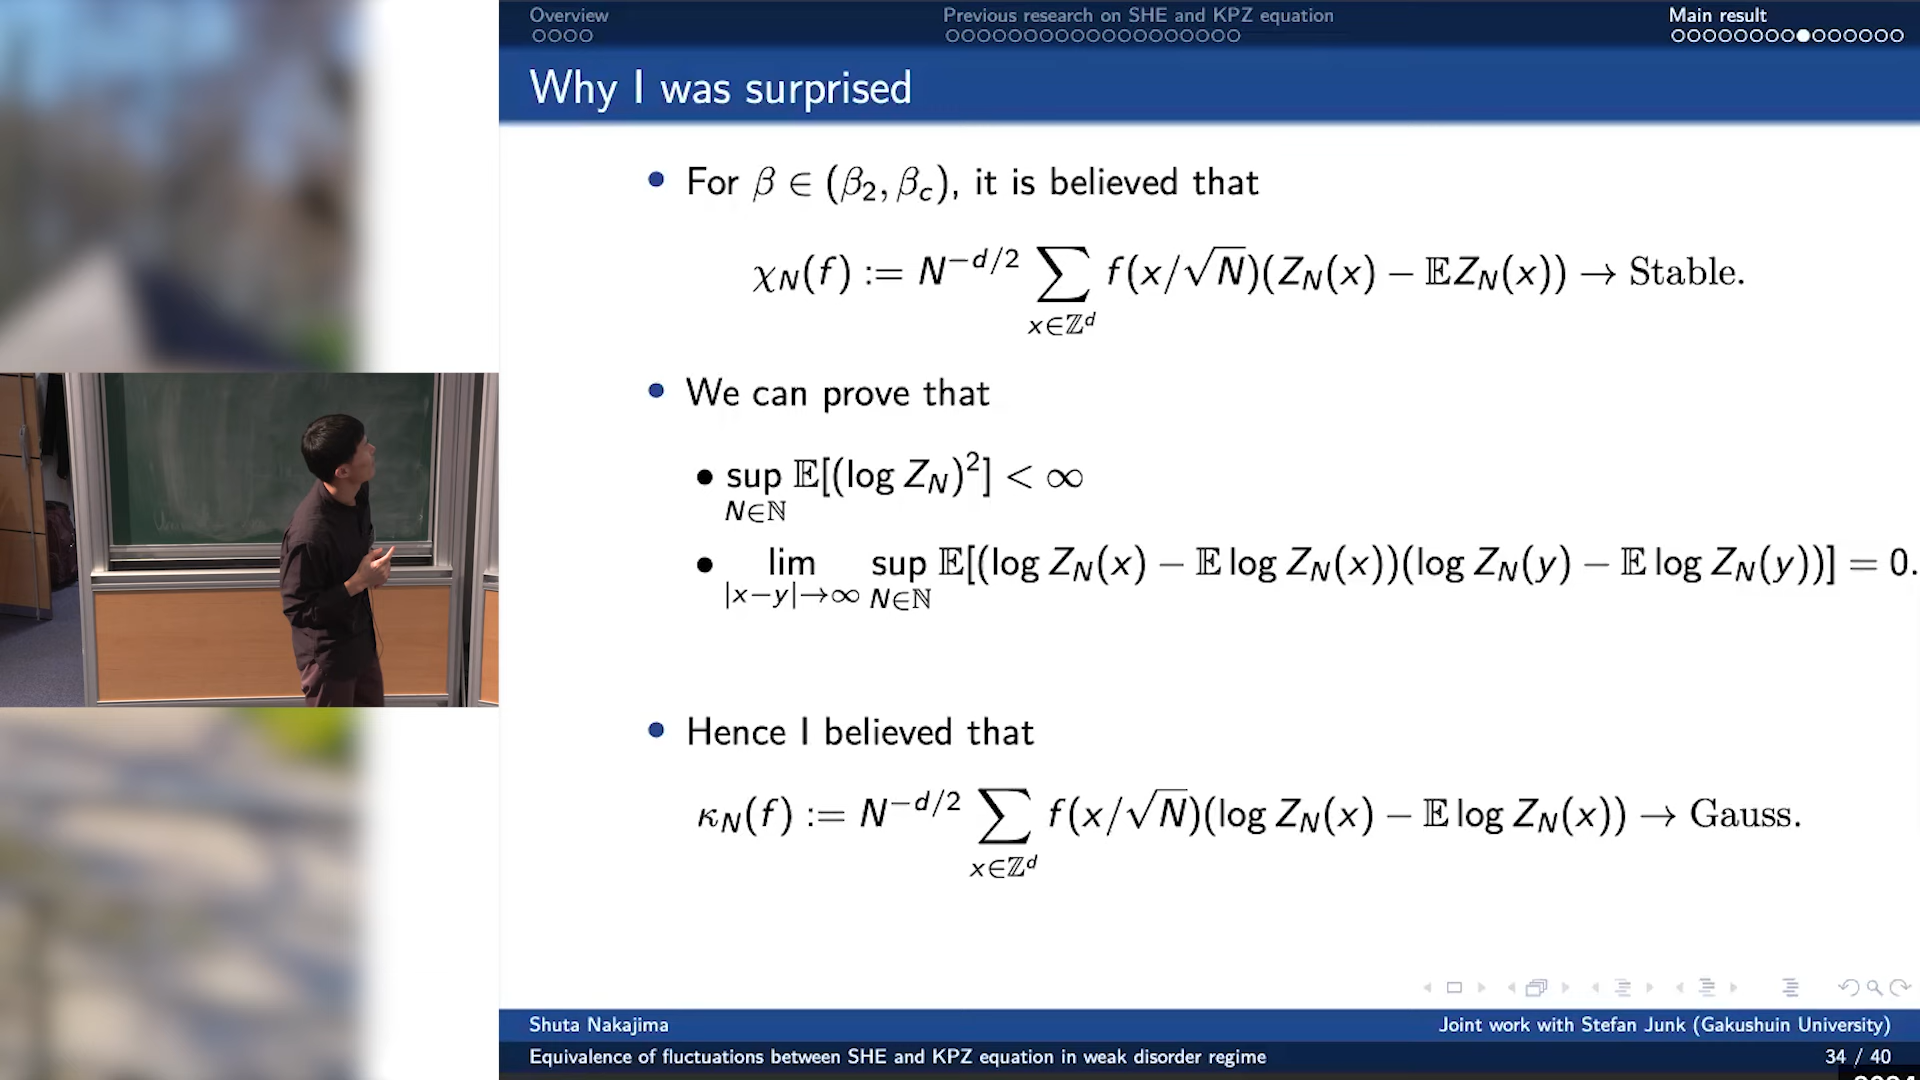 Overview
Previous research on SHE and KPZ equation
Main result
Why I was surprised
• For β ∈ (β₂, β_c), it is believed that
χ_N(f) := N^{−d/2} ∑_{x∈ℤ^d} f(x/√N)(Z_N(x) − 𝔼Z_N(x)) → Stable.
• We can prove that
• sup_{N∈ℕ} 𝔼[(log Z_N)²] < ∞
• lim_{|x−y|→∞} sup_{N∈ℕ} 𝔼[(log Z_N(x) − 𝔼 log Z_N(x))(log Z_N(y) − 𝔼 log Z_N(y))] = 0.
• Hence I believed that
κ_N(f) := N^{−d/2} ∑_{x∈ℤ^d} f(x/√N)(log Z_N(x) − 𝔼 log Z_N(x)) → Gauss.
Shuta Nakajima
Joint work with Stefan Junk (Gakushuin University)
Equivalence of fluctuations between SHE and KPZ equation in weak disorder regime
34 / 40